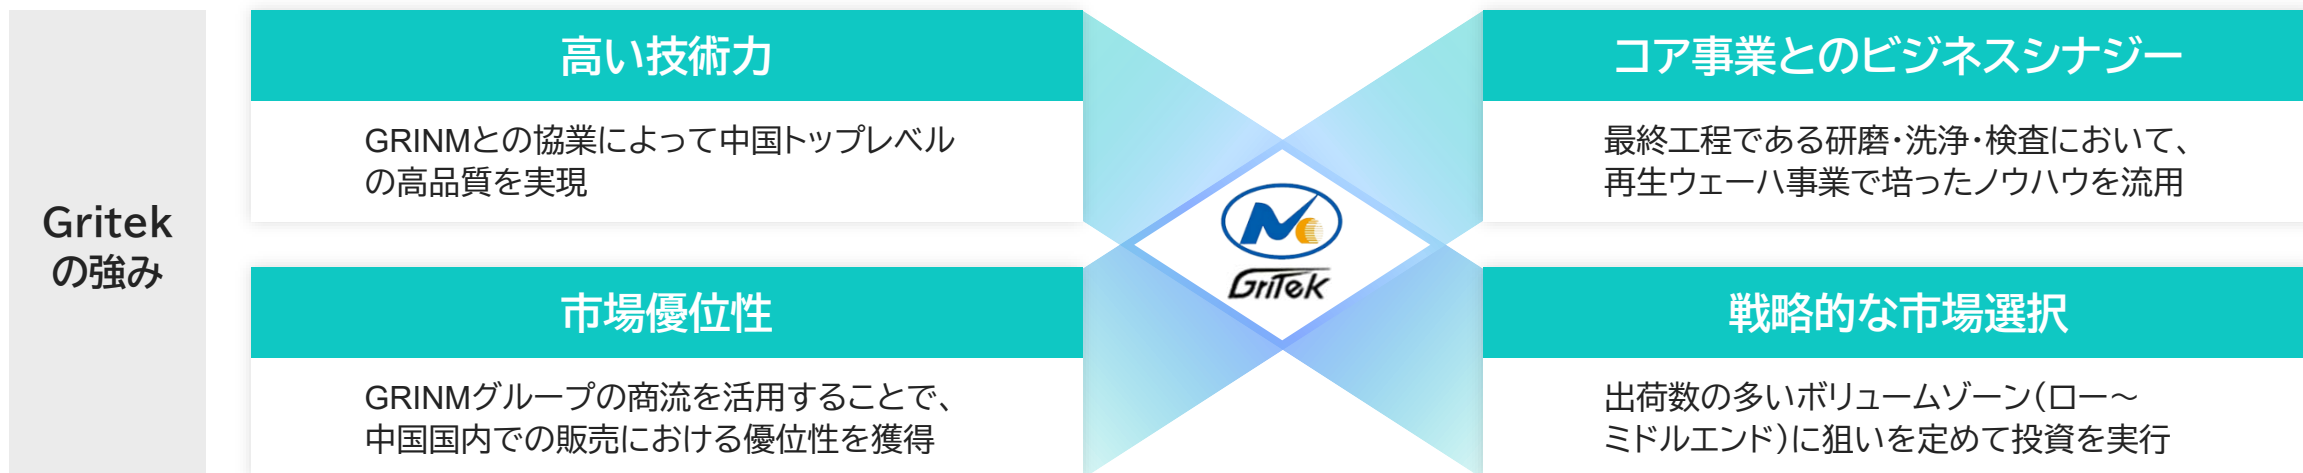 Gritek
の強み
高い技術力
GRINMとの協業によって中国トップレベル
の高品質を実現
コア事業とのビジネスシナジー
最終工程である研磨・洗浄・検査において、
再生ウェーハ事業で培ったノウハウを流用
GriTek
市場優位性
GRINMグループの商流を活用することで、
中国国内での販売における優位性を獲得
戦略的な市場選択
出荷数の多いボリュームゾーン（ロー～
ミドルエンド）に狙いを定めて投資を実行